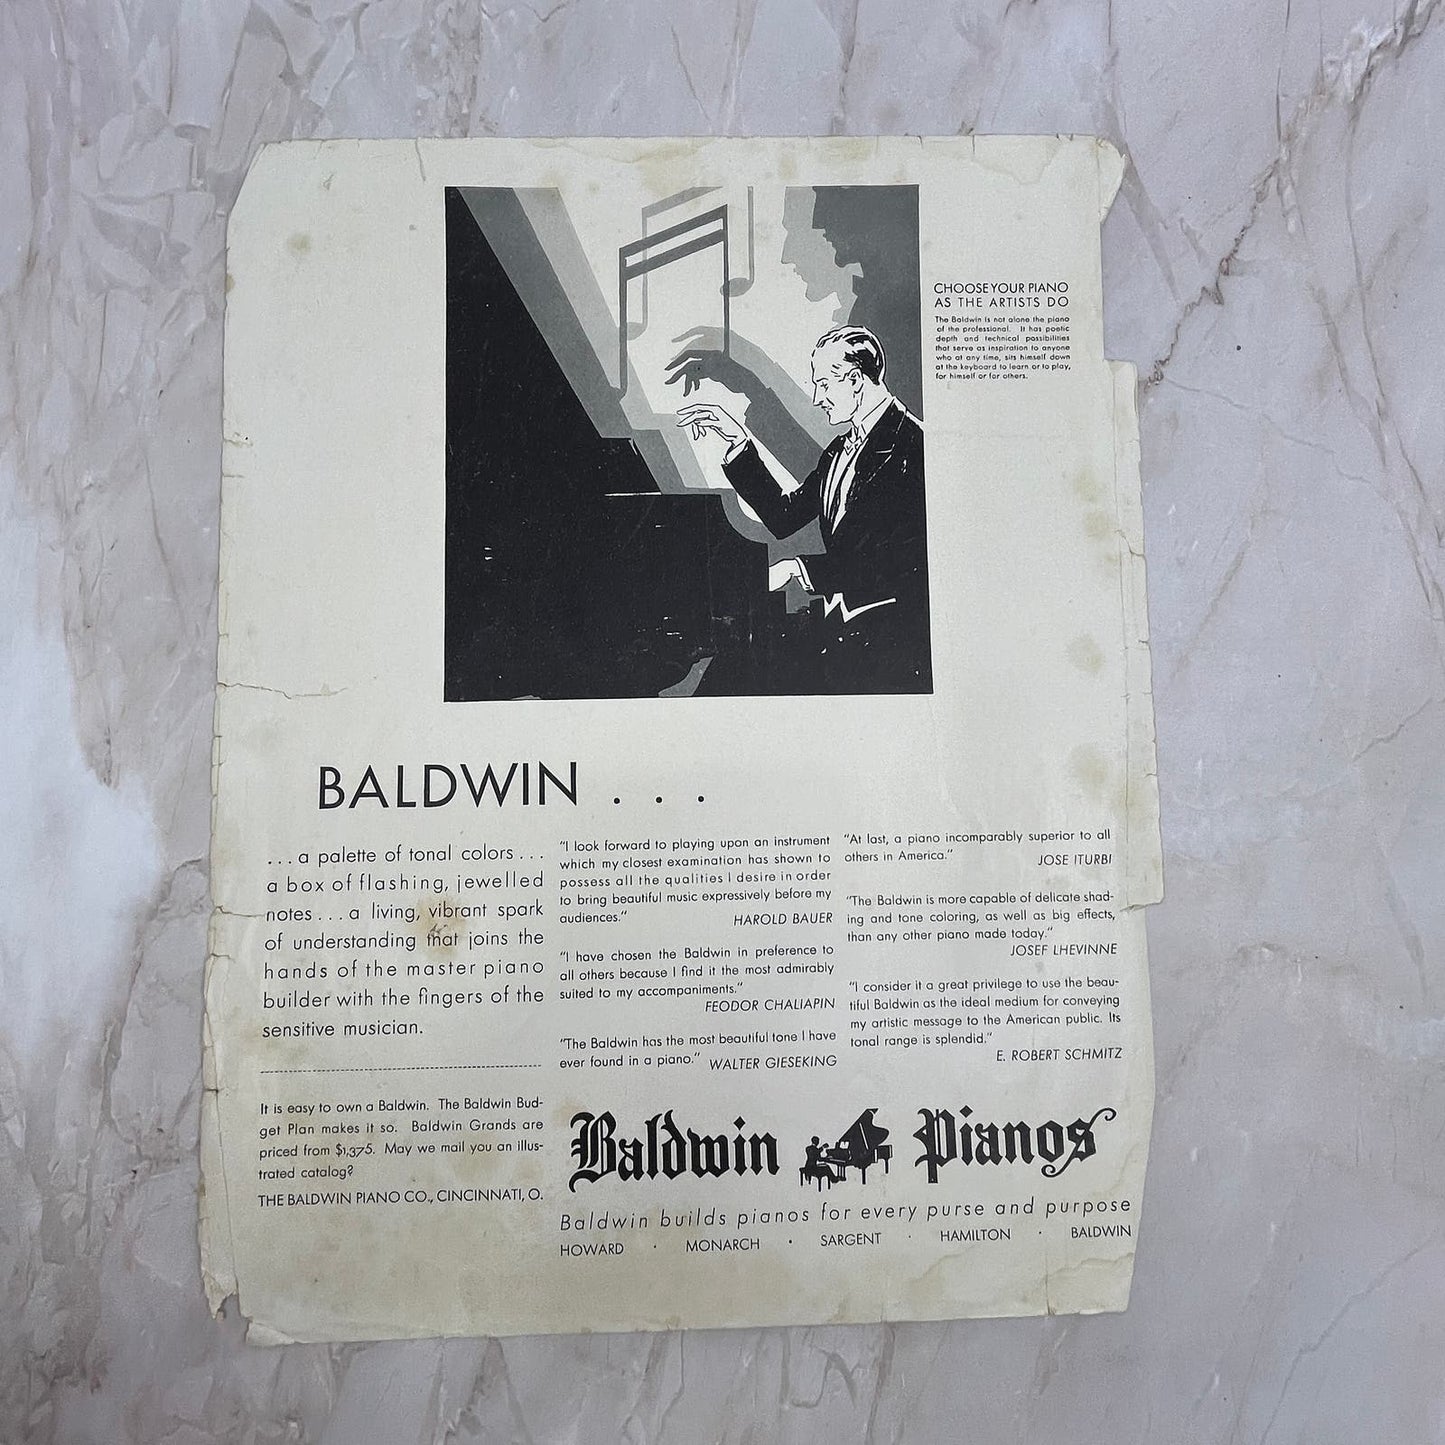 CHOOSE YOUR PIANO
AS THE ARTISTS DO
The Baldwin is not alone the piano
of the professional. It has poetic
depth and technical possibilities
that serve as inspiration to anyone
who at any time, sits himself down
at the keyboard to learn or to play,
for himself or for others.
BALDWIN . . .
... a palette of tonal colors ...
a box of flashing, jewelled
notes ... a living, vibrant spark
of understanding that joins the
hands of the master piano
builder with the fingers of the
sensitive musician.
It is easy to own a Baldwin. The Baldwin Bud-
get Plan makes it so. Baldwin Grands are
priced from $1,375. May we mail you an illus-
trated catalog?
THE BALDWIN PIANO CO., CINCINNATI, O.
"I look forward to playing upon an instrument
which my closest examination has shown to
possess all the qualities I desire in order
to bring beautiful music expressively before my
audiences."
HAROLD BAUER
"I have chosen the Baldwin in preference to
all others because I find it the most admirably
suited to my accompaniments."
FEODOR CHALIAPIN
"The Baldwin has the most beautiful tone I have
ever found in a piano." WALTER GIESEKING
"At last, a piano incomparably superior to all
others in America."
JOSE ITURBI
"The Baldwin is more capable of delicate shad-
ing and tone coloring, as well as big effects,
than any other piano made today."
JOSEF LHEVINNE
"I consider it a great privilege to use the beau-
tiful Baldwin as the ideal medium for conveying
my artistic message to the American public. Its
tonal range is splendid."
E. ROBERT SCHMITZ
Baldwin Pianos
Baldwin builds pianos for every purse and purpose
HOWARD · MONARCH · SARGENT · HAMILTON · BALDWIN